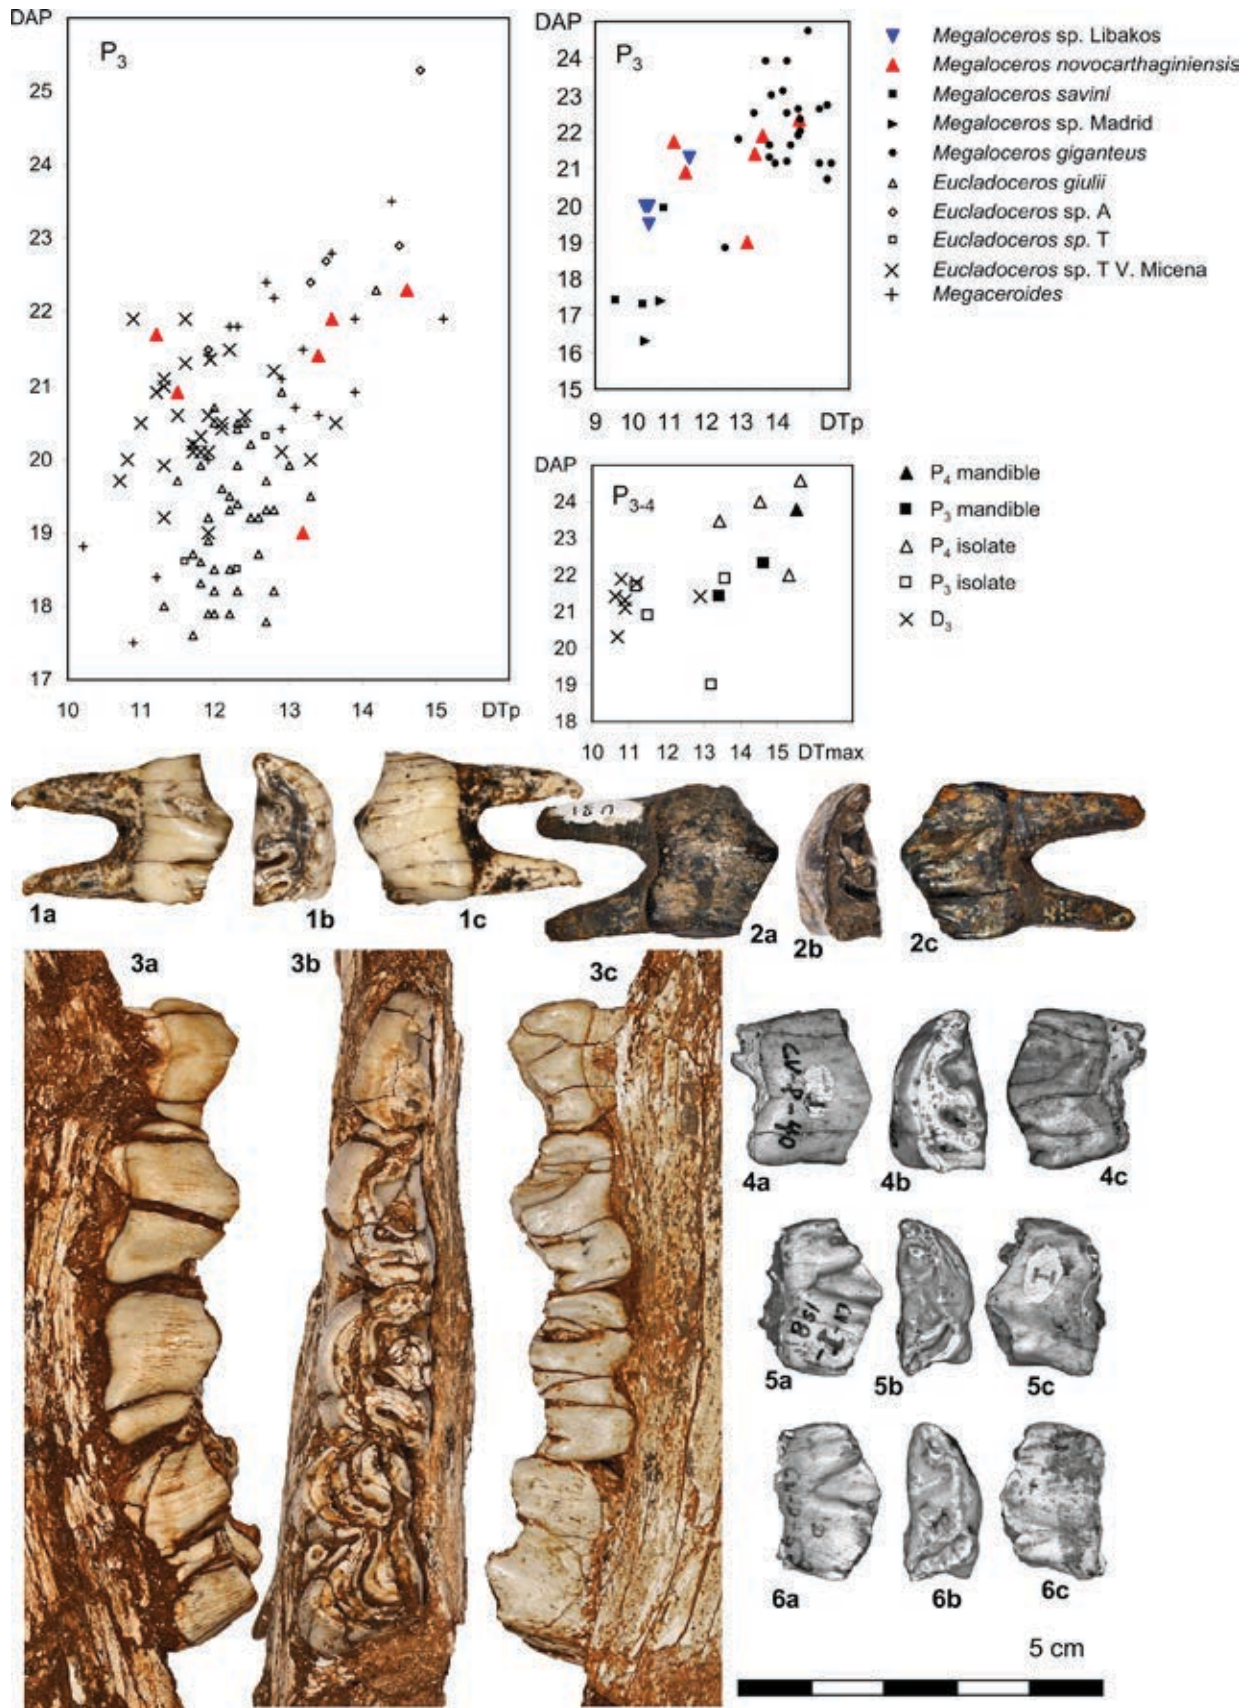 DAP
P3
25
24
23
22
21
20
19
18
17
10 11 12 13 14 15 DTp
DAP
P3
24
23
22
21
20
19
18
17
16
15
9 10 11 12 13 14 DTp
Megaloceros sp. Libakos
Megaloceros novocarthaginiensis
Megaloceros savini
Megaloceros sp. Madrid
Megaloceros giganteus
Eucladoceros giulii
Eucladoceros sp. A
Eucladoceros sp. T
Eucladoceros sp. T V. Micena
Megaceroides
DAP
P3-4
24
23
22
21
20
19
18
10 11 12 13 14 15 DTmax
P4 mandible
P3 mandible
P4 isolate
P3 isolate
D3
1a
1b
1c
2a
2b
2c
3a
3b
3c
CV-P-40
4a
4b
4c
5a
5b
5c
6a
6b
6c
5 cm